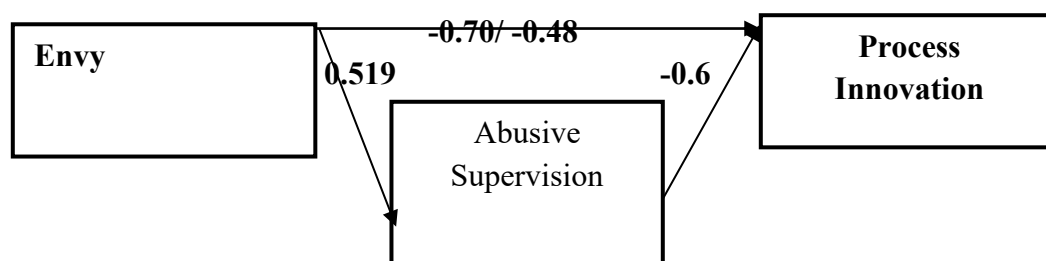 -0.70/ -0.48
Envy
Process
Innovation
0.519
-0.6
Abusive
Supervision